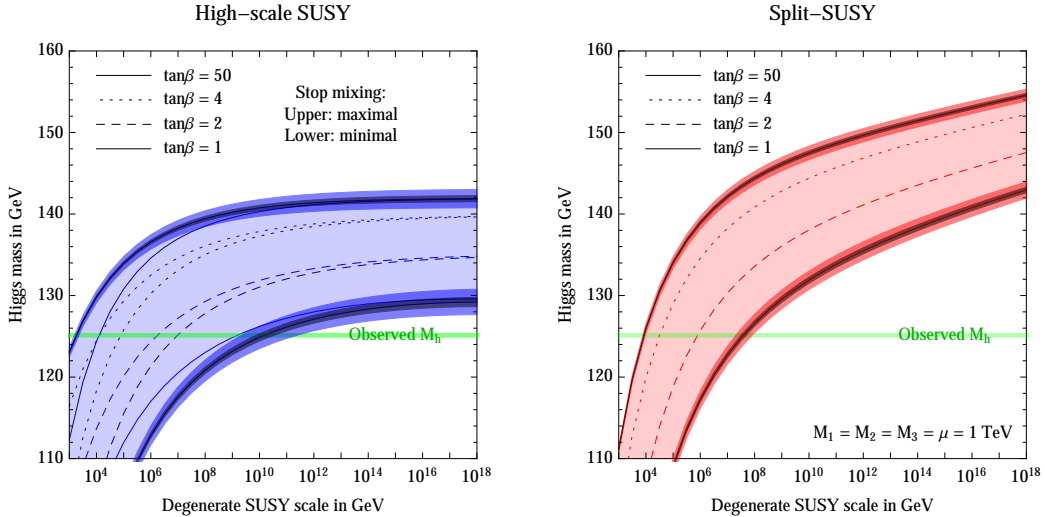 High−scale SUSY
160
150
140
130
120
110
Higgs mass in GeV
tanβ = 50
tanβ = 4
tanβ = 2
tanβ = 1
Stop mixing:
Upper: maximal
Lower: minimal
Observed M_h
10^4 10^6 10^8 10^10 10^12 10^14 10^16 10^18
Degenerate SUSY scale in GeV
Split−SUSY
160
150
140
130
120
110
Higgs mass in GeV
tanβ = 50
tanβ = 4
tanβ = 2
tanβ = 1
Observed M_h
M_1 = M_2 = M_3 = μ = 1 TeV
10^4 10^6 10^8 10^10 10^12 10^14 10^16 10^18
Degenerate SUSY scale in GeV